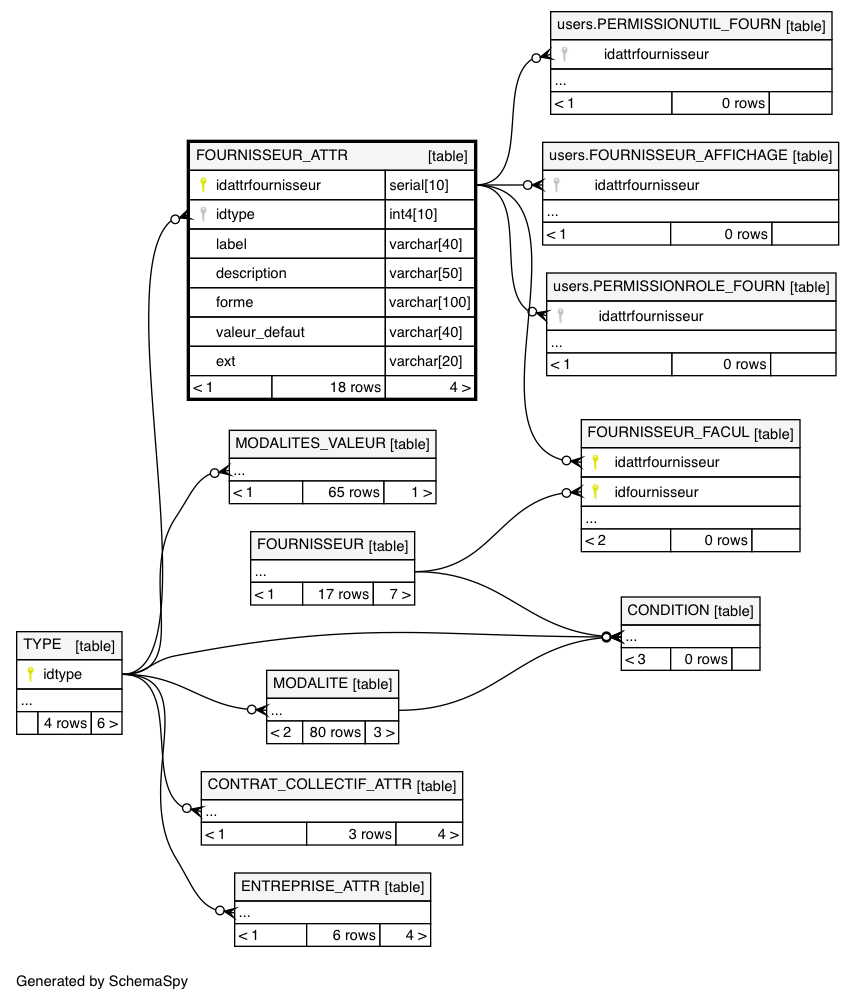 users.PERMISSIONUTIL_FOURN [table]
idattrfournisseur
...
< 1 0 rows
FOURNISSEUR_ATTR [table]
idattrfournisseur serial[10]
idtype int4[10]
label varchar[40]
description varchar[50]
forme varchar[100]
valeur_defaut varchar[40]
ext varchar[20]
< 1 18 rows 4 >
users.FOURNISSEUR_AFFICHAGE [table]
idattrfournisseur
...
< 1 0 rows
users.PERMISSIONROLE_FOURN [table]
idattrfournisseur
...
< 1 0 rows
FOURNISSEUR_FACUL [table]
idattrfournisseur
idfournisseur
...
< 2 0 rows
MODALITES_VALEUR [table]
...
< 1 65 rows 1 >
FOURNISSEUR [table]
...
< 1 17 rows 7 >
CONDITION [table]
...
< 3 0 rows
TYPE [table]
idtype
...
4 rows 6 >
MODALITE [table]
...
< 2 80 rows 3 >
CONTRAT_COLLECTIF_ATTR [table]
...
< 1 3 rows 4 >
ENTREPRISE_ATTR [table]
...
< 1 6 rows 4 >
Generated by SchemaSpy